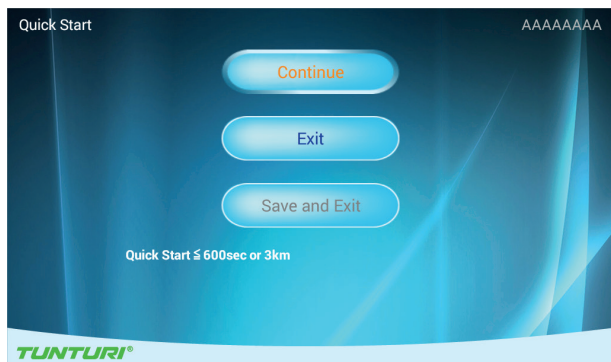 Quick Start
AAAAAAAA
Continue
Exit
Save and Exit
Quick Start ≦ 600sec or 3km
TUNTURI®